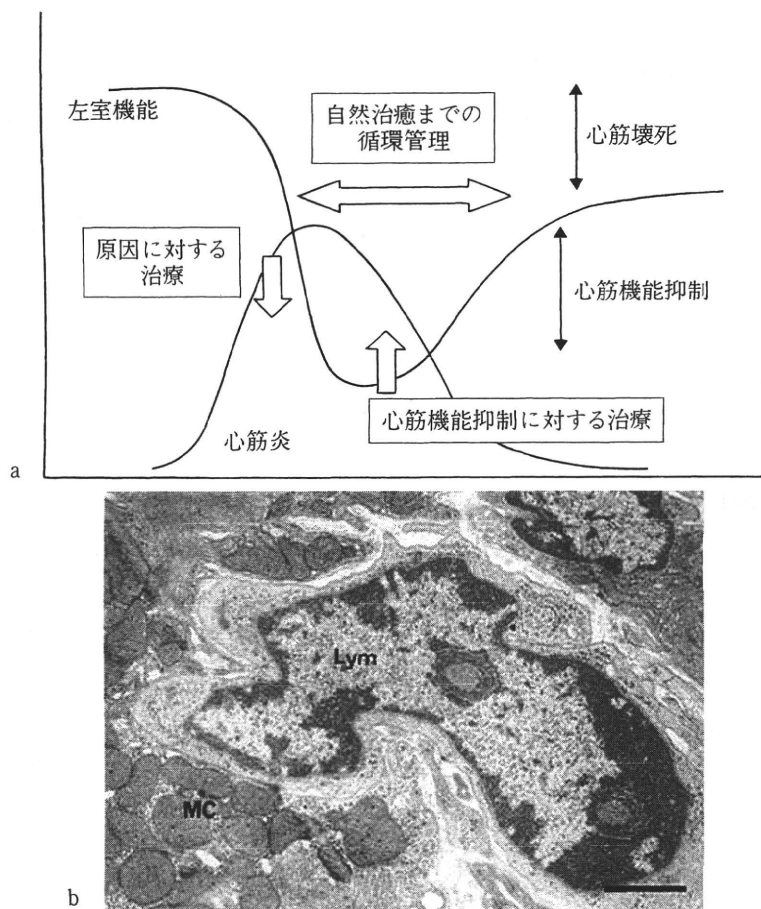 左室機能
自然治癒までの
循環管理
心筋壊死
原因に対する
治療
心筋機能抑制
心筋炎
心筋機能抑制に対する治療
a
Lym
MC
b